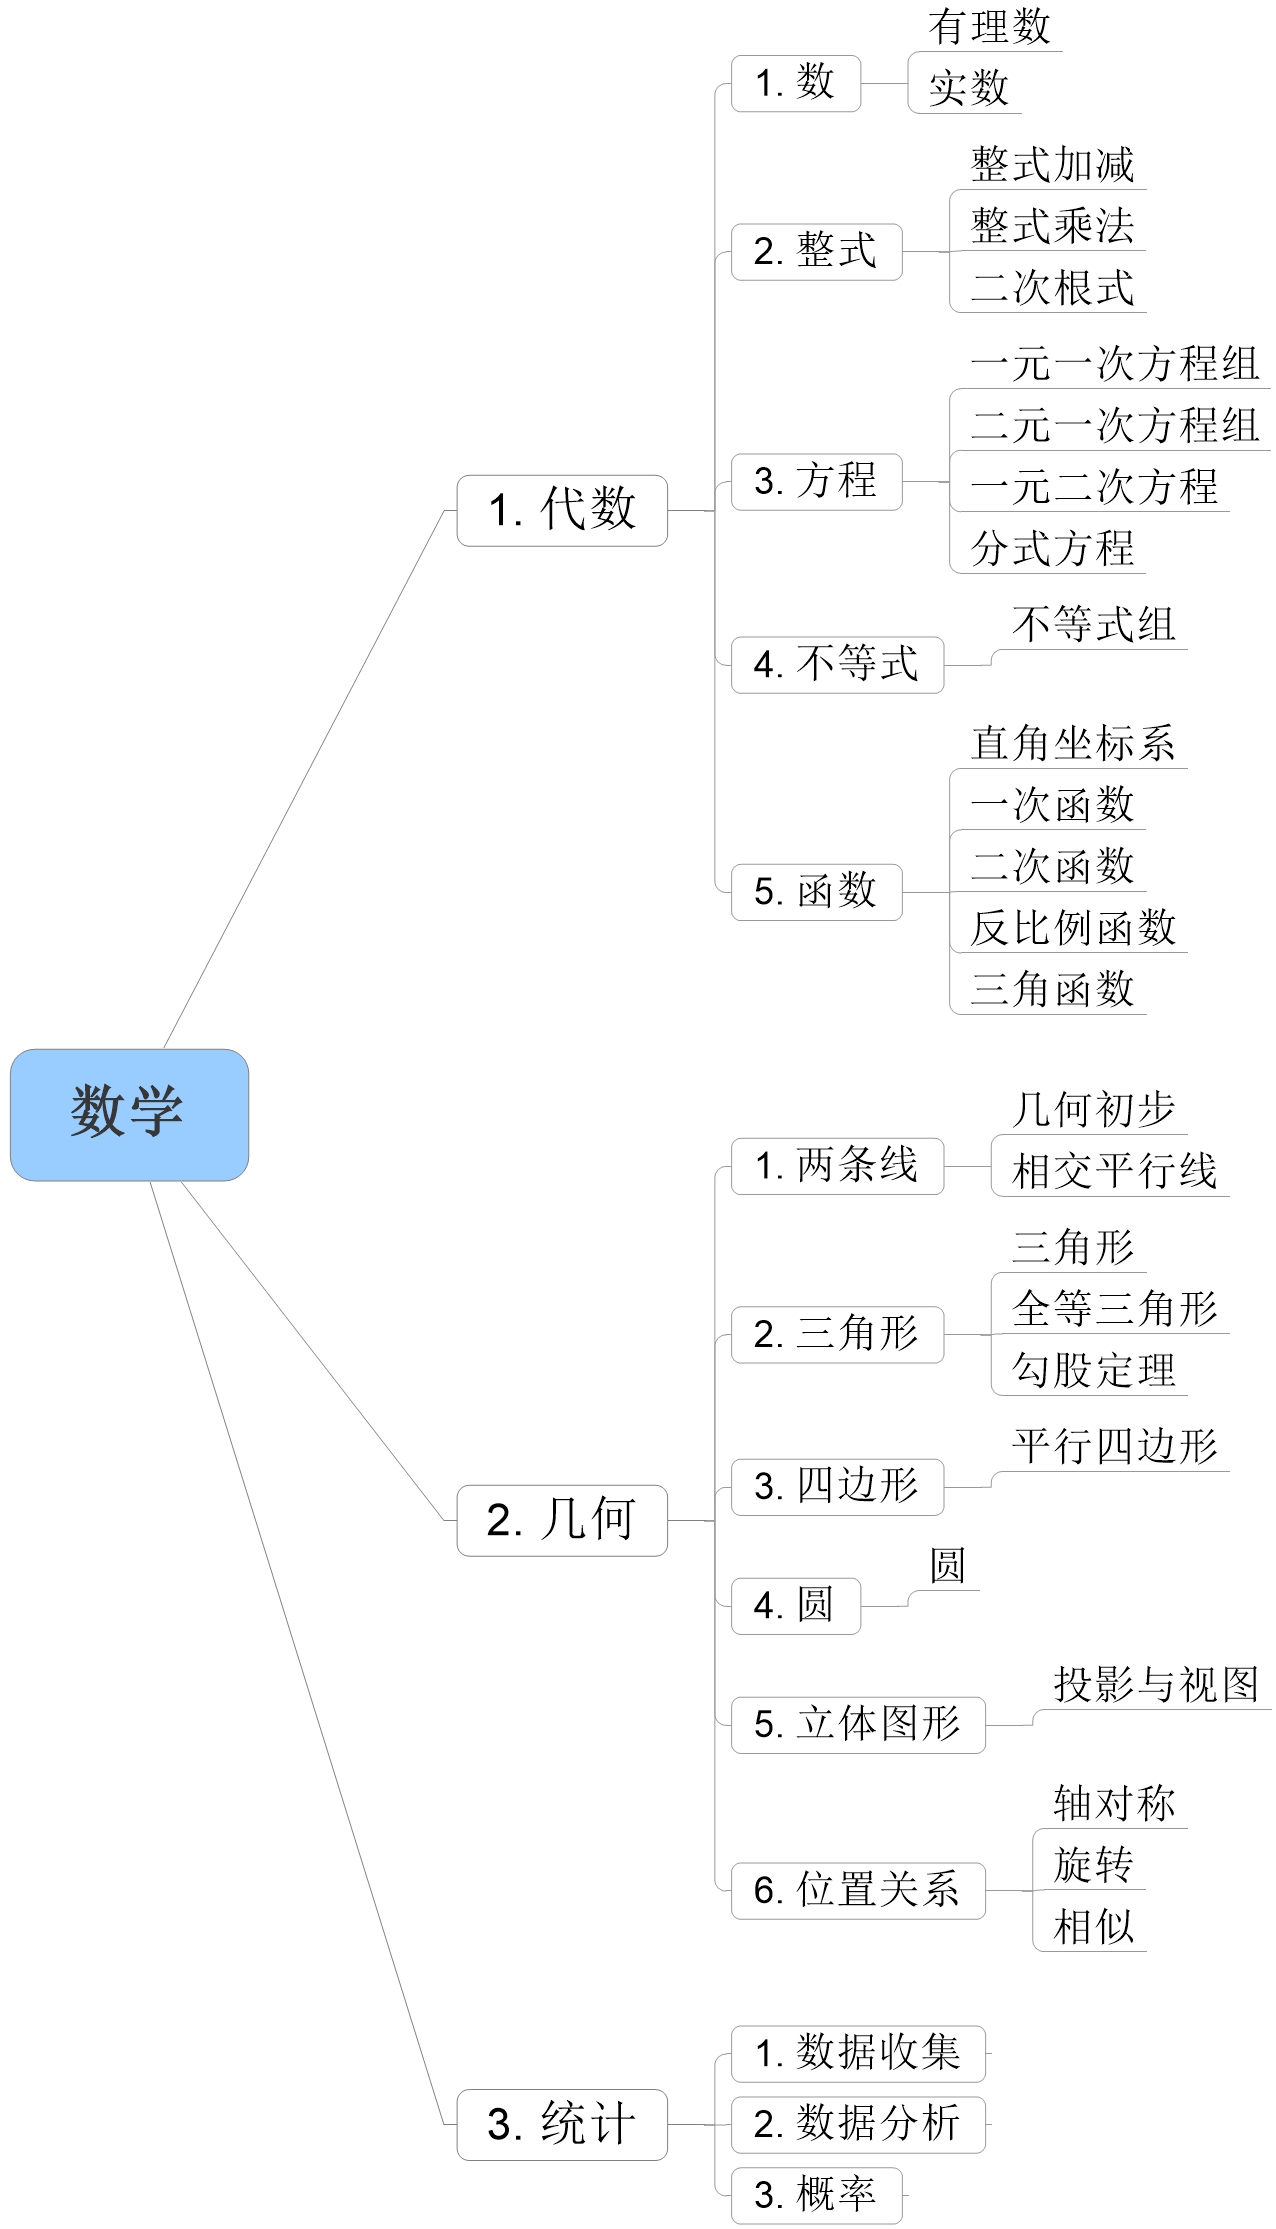 数学
1. 代数
1. 数
有理数
实数
2. 整式
整式加减
整式乘法
二次根式
3. 方程
一元一次方程组
二元一次方程组
一元二次方程
分式方程
4. 不等式
不等式组
5. 函数
直角坐标系
一次函数
二次函数
反比例函数
三角函数
2. 几何
1. 两条线
几何初步
相交平行线
2. 三角形
三角形
全等三角形
勾股定理
3. 四边形
平行四边形
4. 圆
圆
5. 立体图形
投影与视图
6. 位置关系
轴对称
旋转
相似
3. 统计
1. 数据收集
2. 数据分析
3. 概率